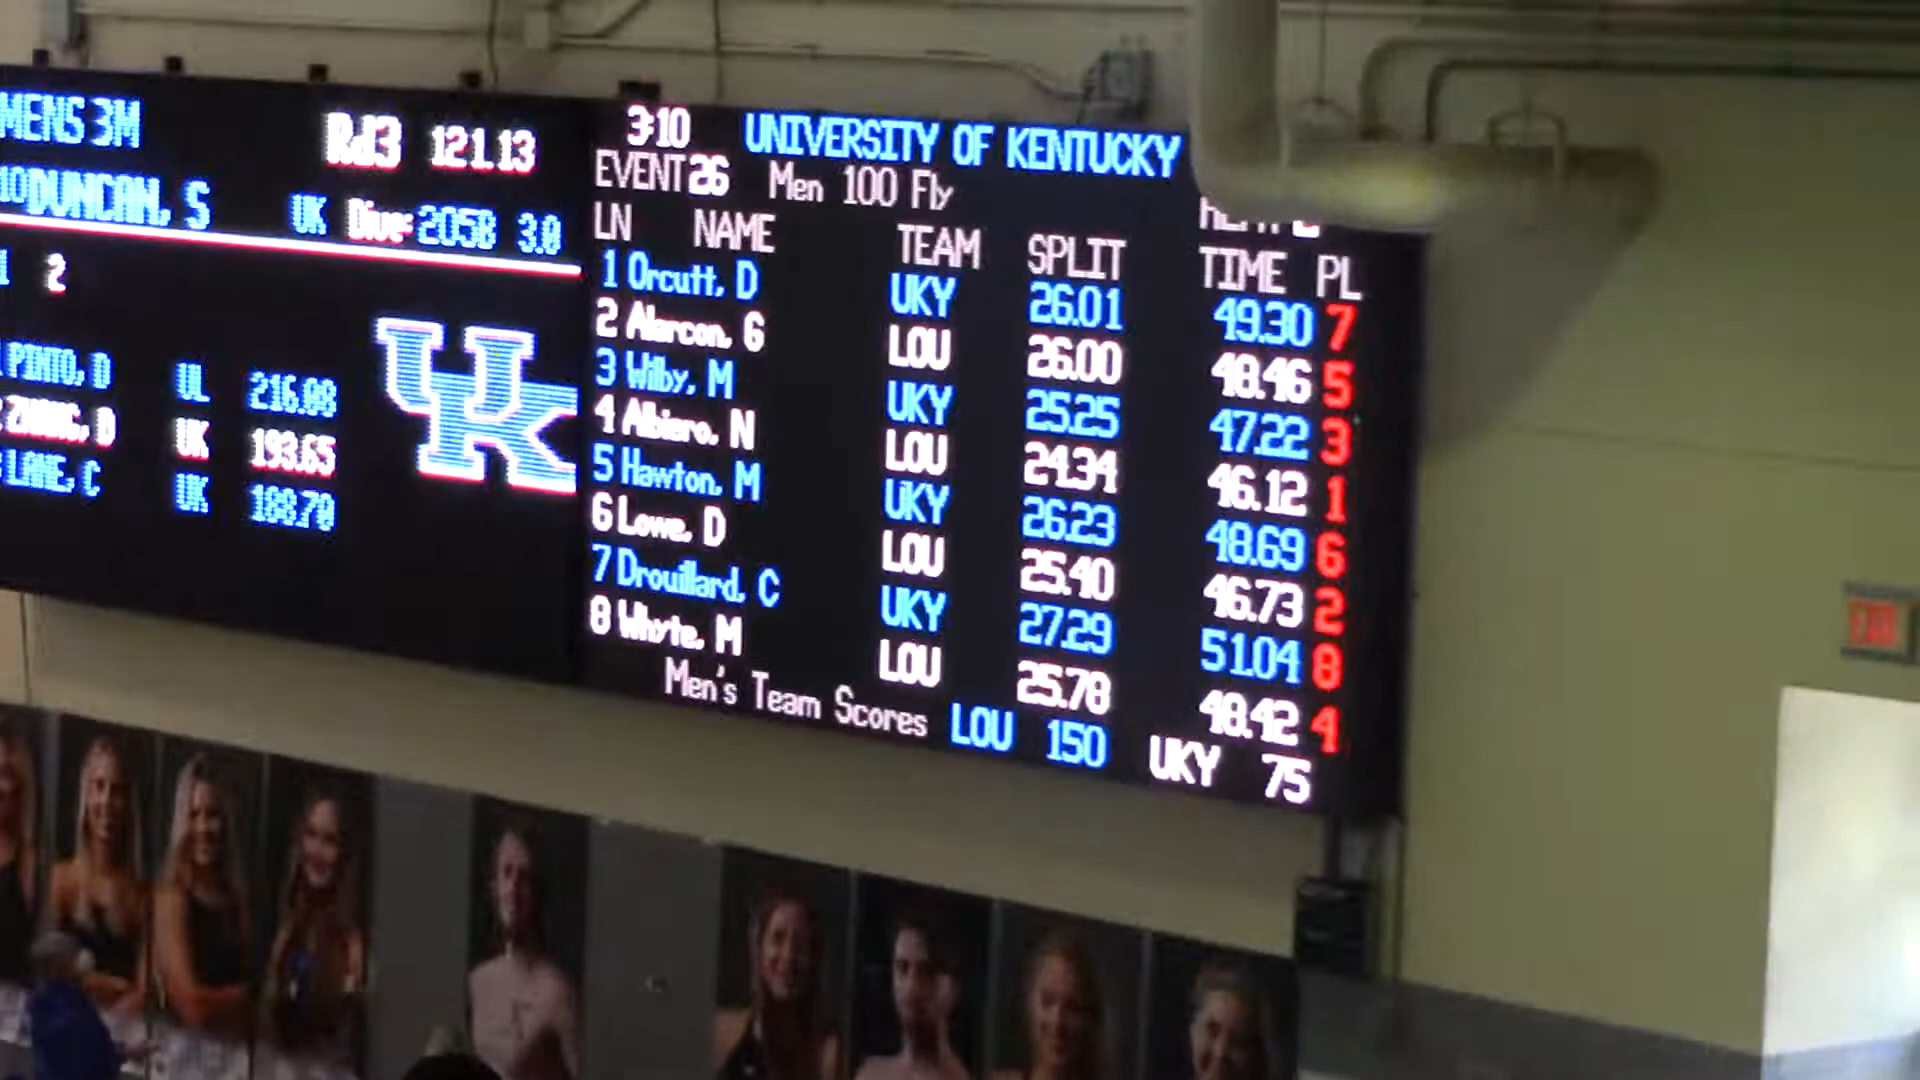 MENS 3M Rd3 121.13
10 DUNCAN, S UK Dive: 205B 3.0
1 2
PINTO, D UL 216.08
ZHANG, D UK 193.65
LANE, C UK 188.70
UK
3:10 UNIVERSITY OF KENTUCKY
EVENT 26 Men 100 Fly
LN NAME TEAM SPLIT TIME PL
1 Orcutt, D UKY 26.01 49.30 7
2 Alarcon, G LOU 26.00 48.46 5
3 Wilby, M UKY 25.25 47.22 3
4 Albiero, N LOU 24.34 46.12 1
5 Hawton, M UKY 26.23 48.69 6
6 Lowe, D LOU 25.40 46.73 2
7 Drouillard, C UKY 27.29 51.04 8
8 Whyte, M LOU 25.78 48.42 4
Men's Team Scores LOU 150 UKY 75
EXIT